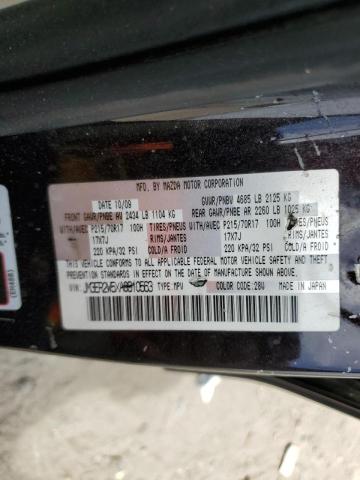 MFG. BY MAZDA MOTOR CORPORATION
DATE 10/09 GVWR/PNBV 4685 LB 2125 KG
FRONT GAWR/PNBE AV 2434 LB 1104 KG REAR GAWR/PNBE AR 2260 LB 1025 KG
WITH/AVEC P215/70R17 100H TIRES/PNEUS WITH/AVEC P215/70R17 100H TIRES/PNEUS
17X7J RIMS/JANTES 17X7J RIMS/JANTES
220 KPA/32 PSI COLD/A FROID 220 KPA/32 PSI COLD/A FROID
THIS VEHICLE CONFORMS TO ALL APPLICABLE FEDERAL MOTOR VEHICLE SAFETY AND
THEFT PREVENTION STANDARDS IN EFFECT ON THE DATE OF MANUFACTURE SHOWN ABOVE.
VIN: TYPE:MPV COLOR CODE:28W MADE IN JAPAN